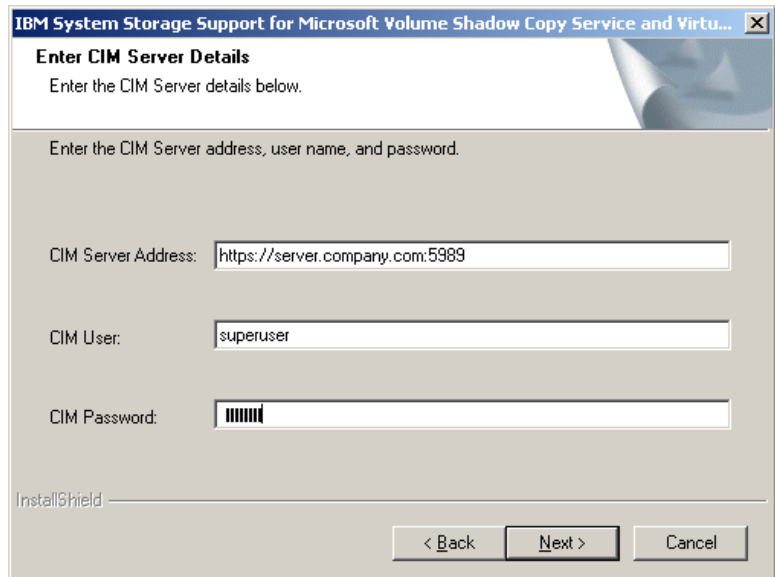 IBM System Storage Support for Microsoft Volume Shadow Copy Service and Virtu...
Enter CIM Server Details
Enter the CIM Server details below.
Enter the CIM Server address, user name, and password.
CIM Server Address: https://server.company.com:5989
CIM User: superuser
CIM Password:
InstallShield
< Back Next > Cancel